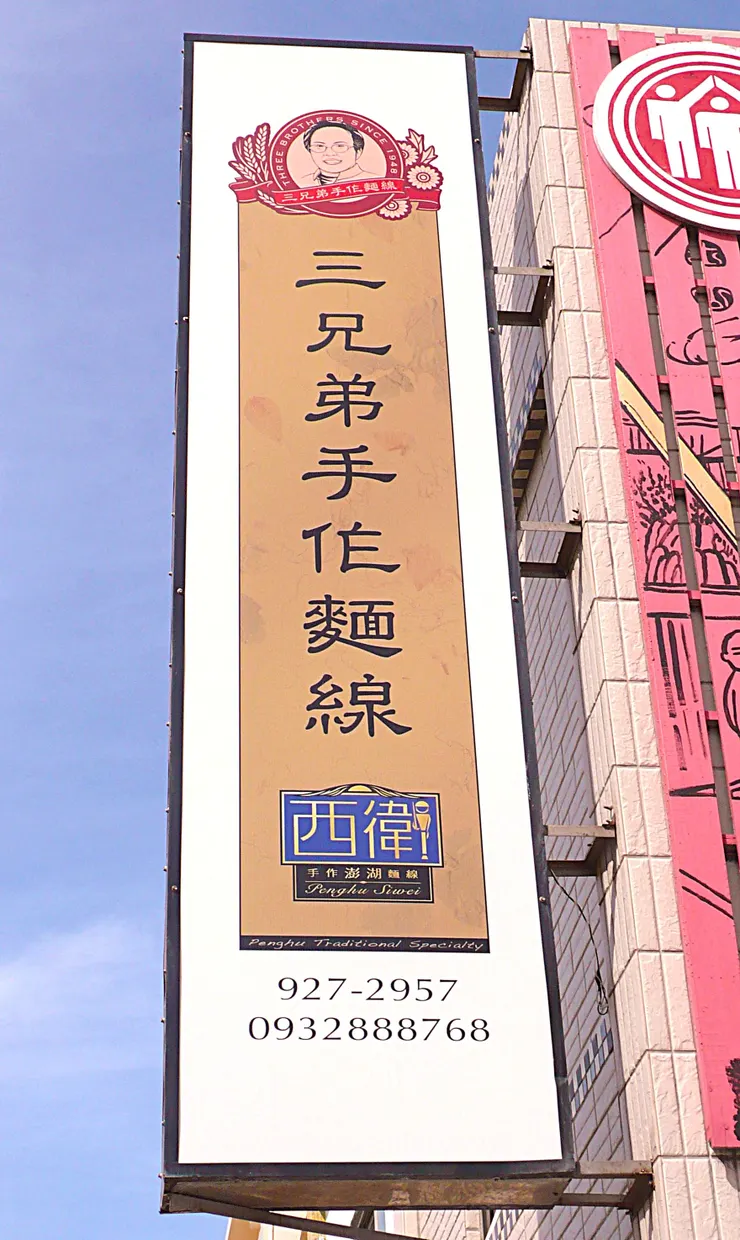 THREE BROTHERS SINCE 1948
三兄弟手作麵線
三兄弟手作麵線
西衛
手作澎湖麵線
Penghu Siwei
Penghu Traditional Specialty
927-2957
0932888768